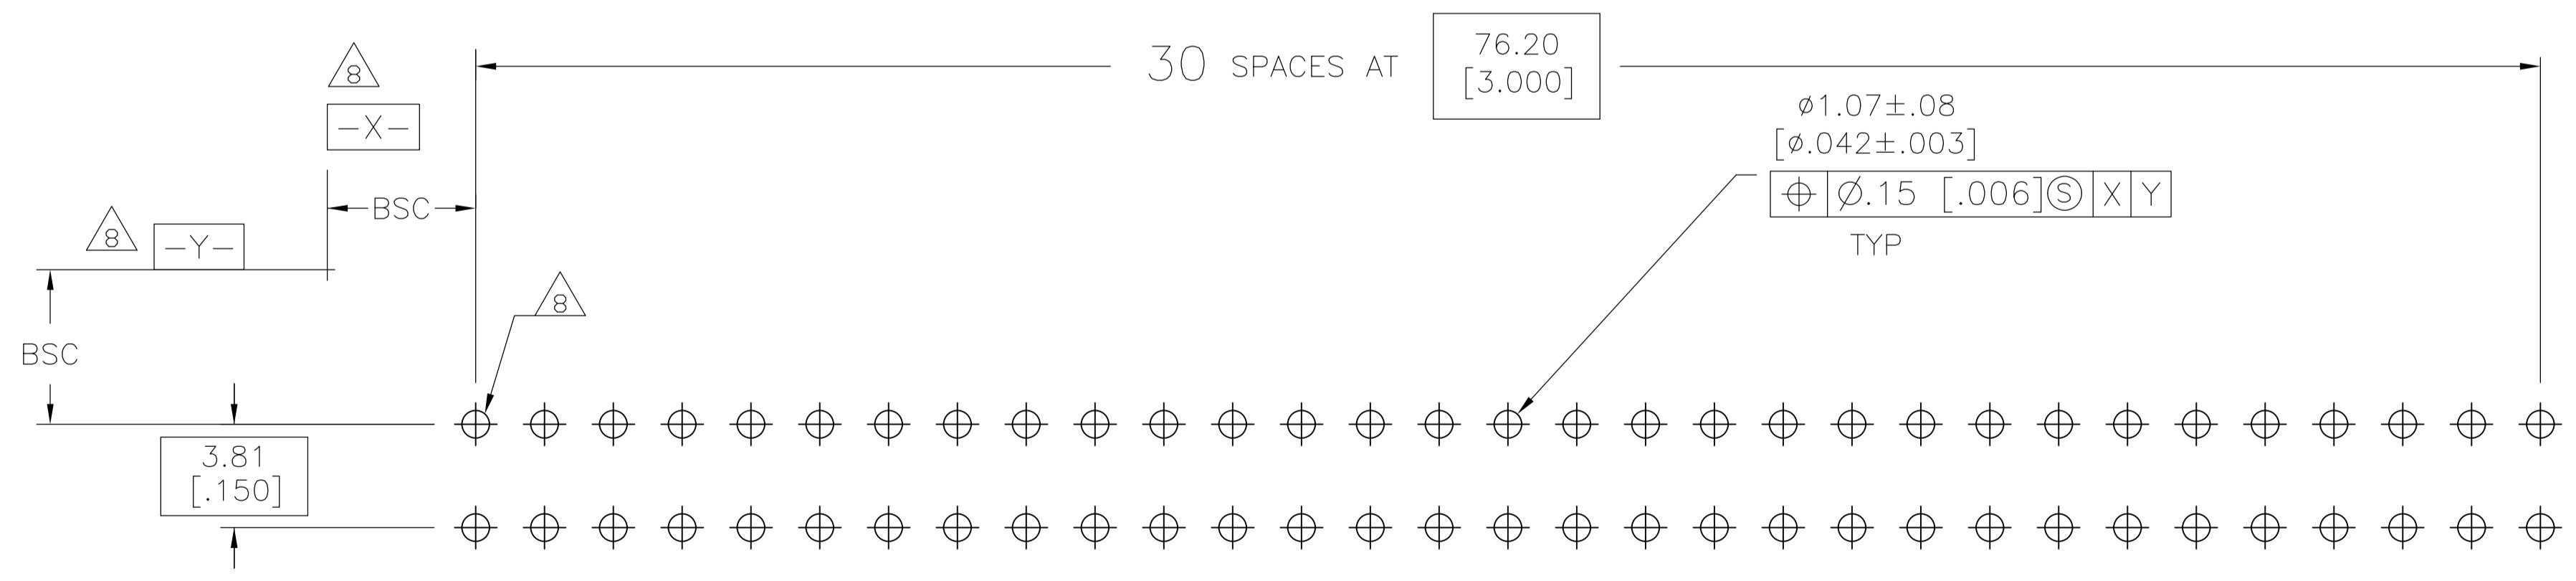 30 SPACES AT
76.20
[3.000]
8
-X-
⌀1.07±.08
[⌀.042±.003]
⌖ ⌀.15 [.006]Ⓢ X Y
TYP
BSC
8
-Y-
8
BSC
3.81
[.150]